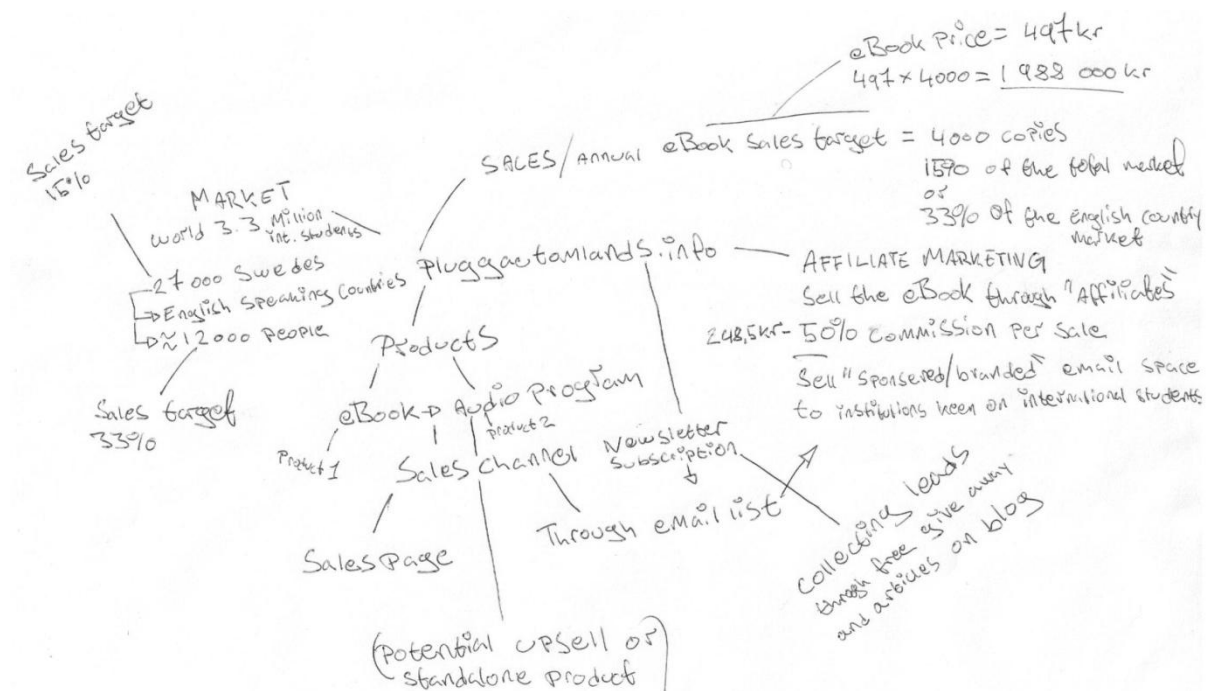 eBook Price = 497kr
497 x 4000 = 1 988 000 kr
Sales target
15%
SALES/Annual eBook Sales target = 4000 copies
15% of the total market
or
33% of the English country
market
MARKET
world 3.3 Million
int. students
27000 Swedes
English Speaking Countries
≈12000 people
Sales target
33%
Pluggautomlands.info
AFFILIATE MARKETING
Sell the eBook through "Affiliates"
248,5kr - 50% commission per sale
Sell "Sponsered/branded" email space
to institutions keen on international students.
Products
eBook Audio Program
Product 1
product 2
Sales Channel
Newsletter
Subscription
Sales Page
Through email list
Collecting leads
through free give away
and articles on blog
(potential upsell or
standalone product)